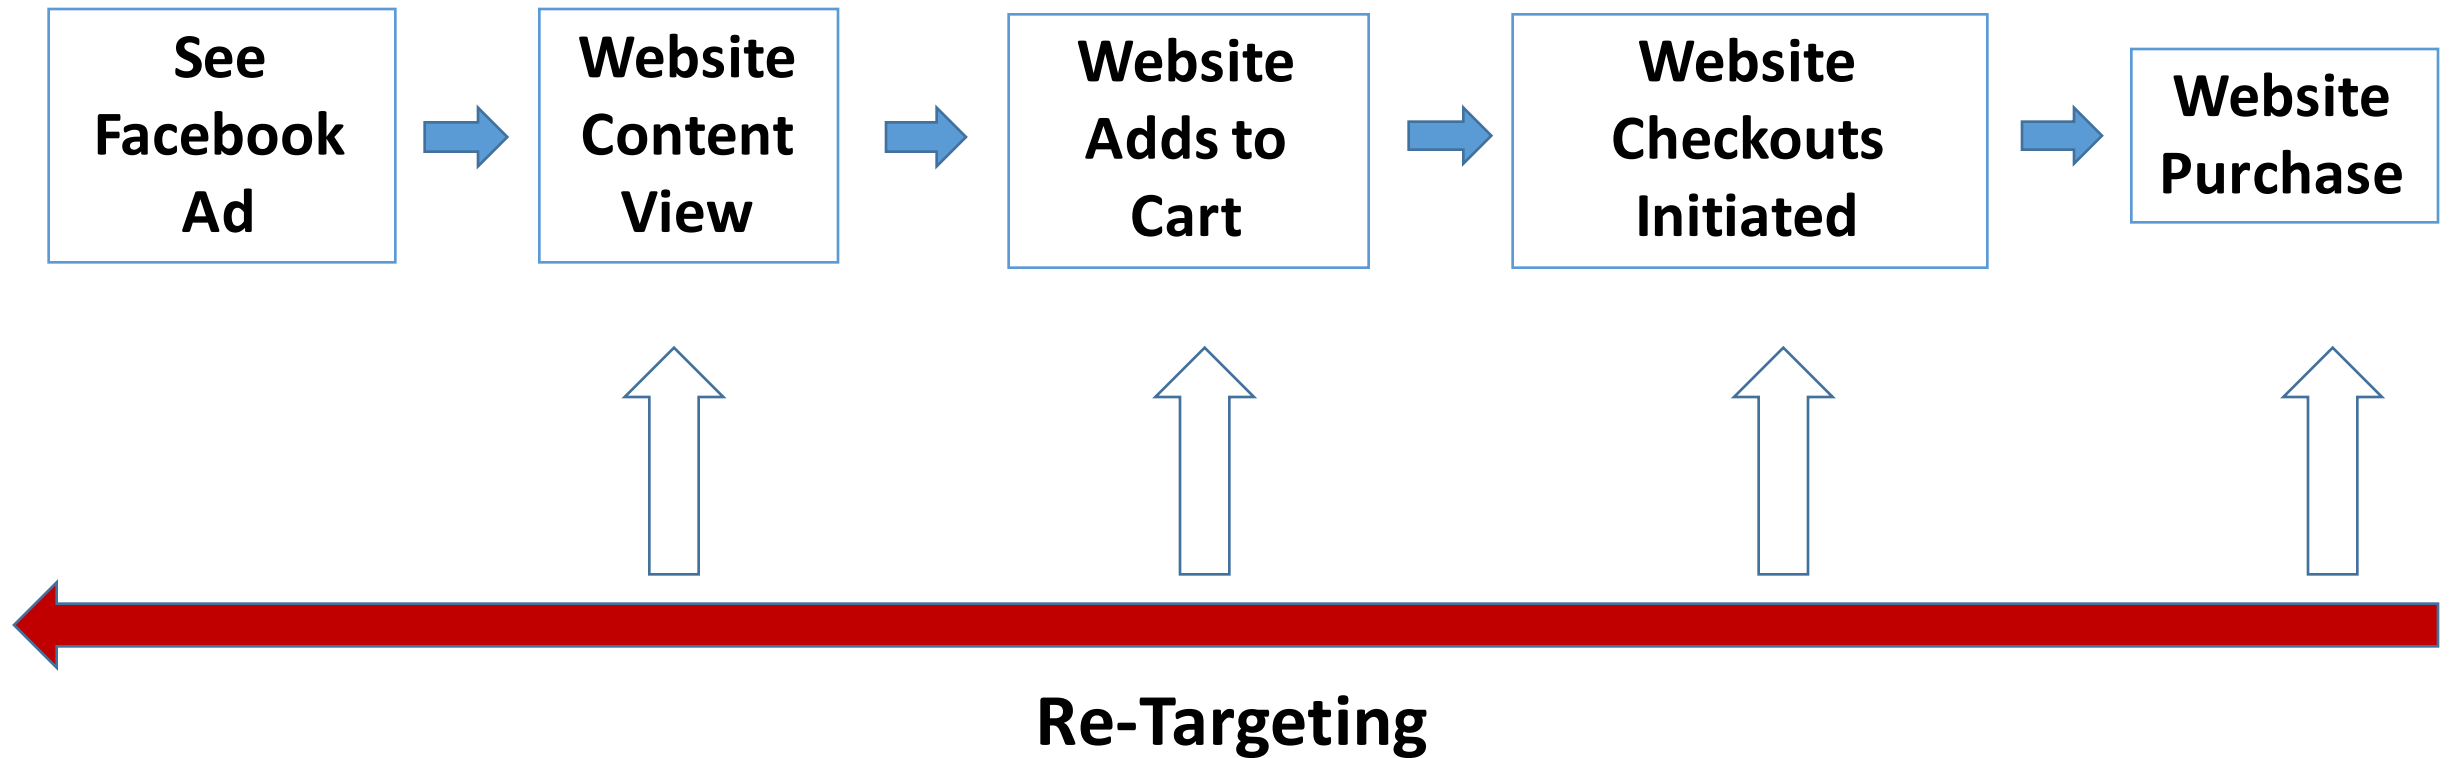 See
Facebook
Ad
Website
Content
View
Website
Adds to
Cart
Website
Checkouts
Initiated
Website
Purchase
Re-Targeting